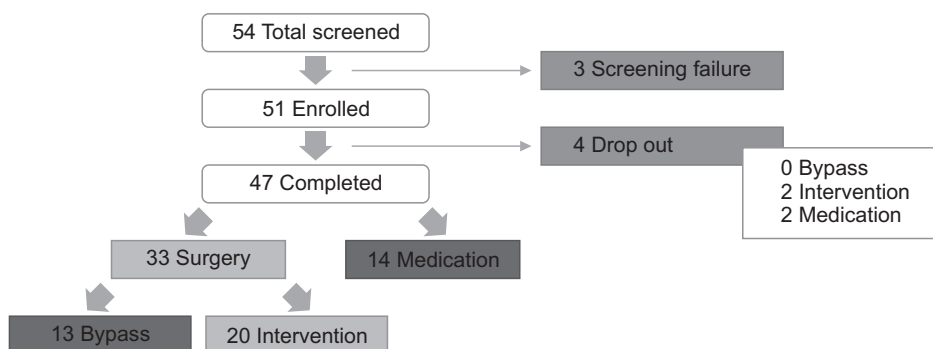 54 Total screened
3 Screening failure
51 Enrolled
4 Drop out
0 Bypass
2 Intervention
2 Medication
47 Completed
33 Surgery
14 Medication
13 Bypass
20 Intervention